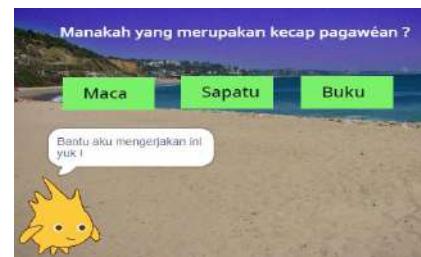 Manakah yang merupakan kecap pagawéan ?
Maca
Sapatu
Buku
Bantu aku mengerjakan ini
yuk !